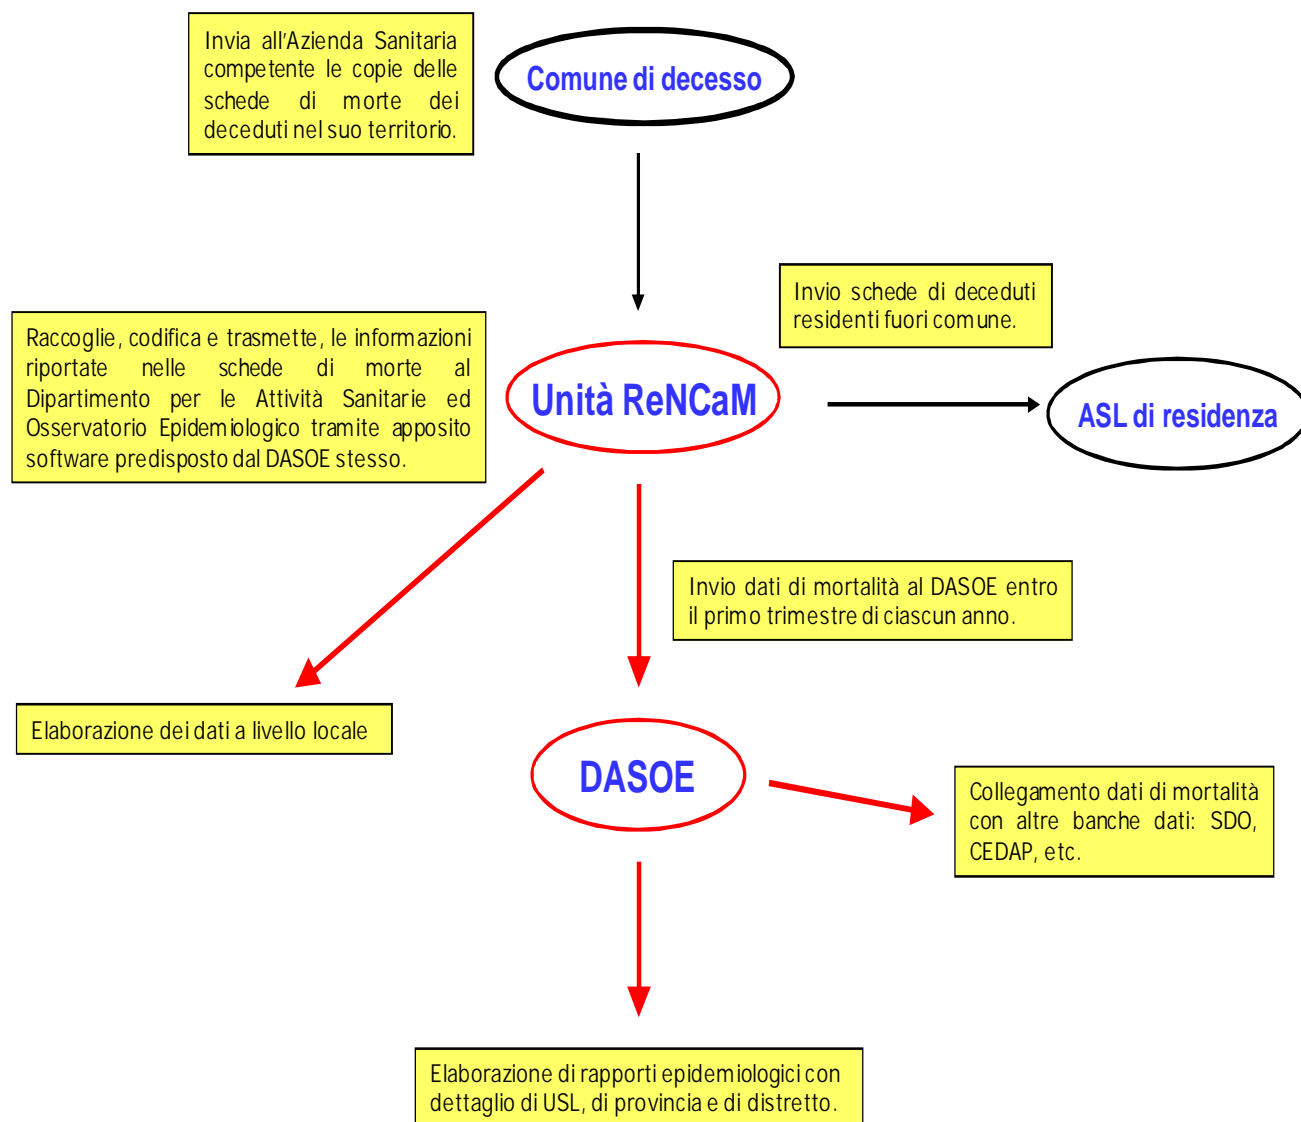 Invia all'Azienda Sanitaria
competente le copie delle
schede di morte dei
deceduti nel suo territorio.
Comune di decesso
Invio schede di deceduti
residenti fuori comune.
Raccoglie, codifica e trasmette, le informazioni
riportate nelle schede di morte al
Dipartimento per le Attività Sanitarie ed
Osservatorio Epidemiologico tramite apposito
software predisposto dal DASOE stesso.
Unità ReNCaM
ASL di residenza
Invio dati di mortalità al DASOE entro
il primo trimestre di ciascun anno.
Elaborazione dei dati a livello locale
DASOE
Collegamento dati di mortalità
con altre banche dati: SDO,
CEDAP, etc.
Elaborazione di rapporti epidemiologici con
dettaglio di USL, di provincia e di distretto.